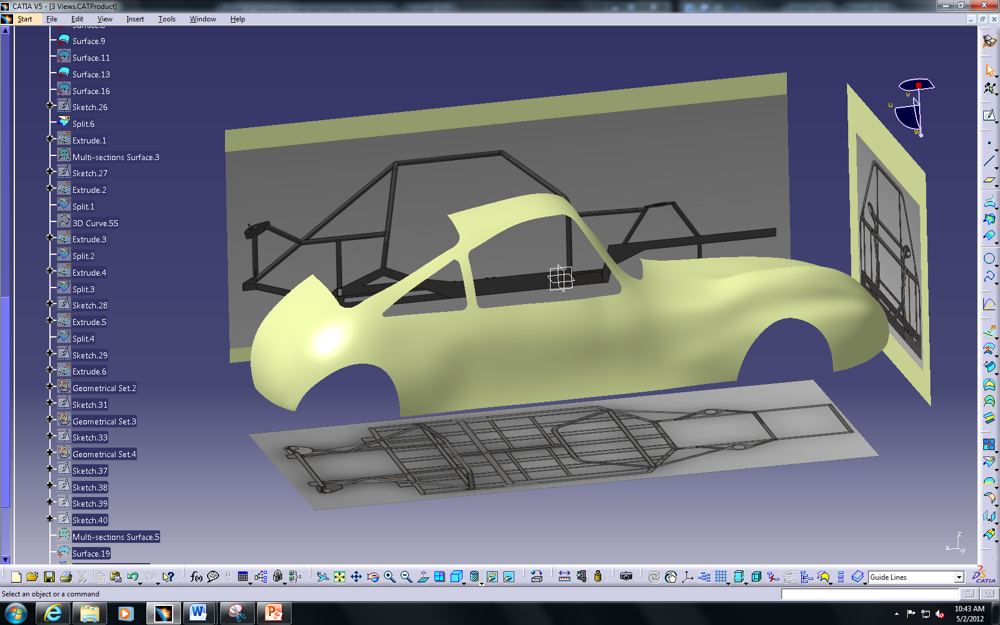 CATIA V5 - [3 Views.CATProduct]
Start File Edit View Insert Tools Window Help
Surface.8
Surface.9
Surface.11
Surface.13
Surface.16
Sketch.26
Split.6
Extrude.1
Multi-sections Surface.3
Sketch.27
Extrude.2
Split.1
3D Curve.55
Extrude.3
Split.2
Extrude.4
Split.3
Sketch.28
Extrude.5
Split.4
Sketch.29
Extrude.6
Geometrical Set.2
Sketch.31
Geometrical Set.3
Sketch.33
Geometrical Set.4
Sketch.37
Sketch.38
Sketch.39
Sketch.40
Multi-sections Surface.5
Surface.19
v
u
w
z
x
y
f(x)
Guide Lines
CATIA
Select an object or a command
10:43 AM
5/2/2012